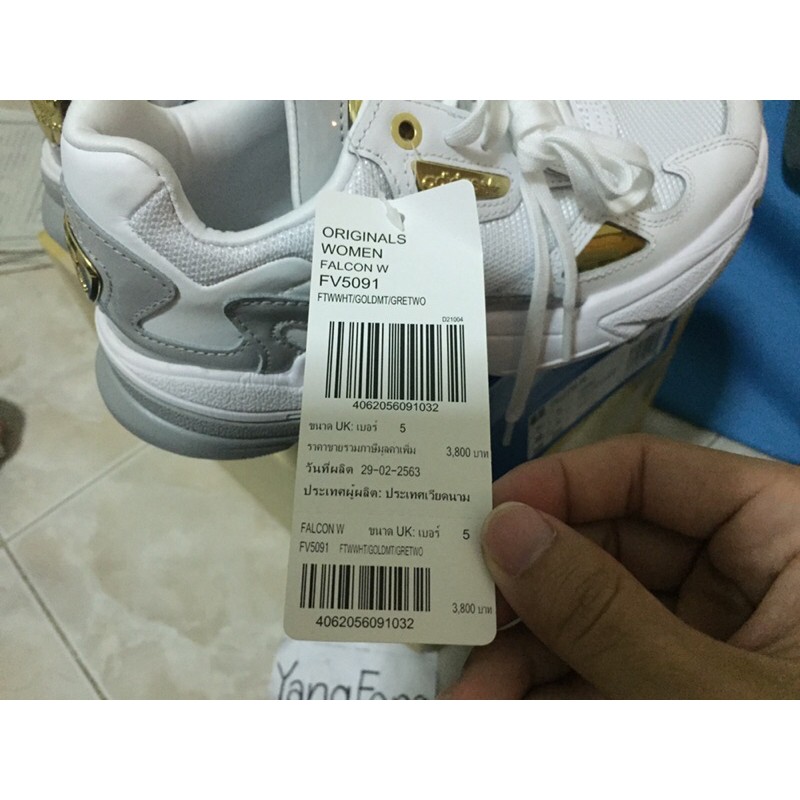 adidas
ORIGINALS
WOMEN
FALCON W
FV5091
FTWWHT/GOLDMT/GRETWO
D21004
4062056091032
ขนาด UK: เบอร์ 5
ราคาขายรวมภาษีมูลค่าเพิ่ม 3,800 บาท
วันที่ผลิต 29-02-2563
ประเทศผู้ผลิต: ประเทศเวียดนาม
FALCON W ขนาด UK: เบอร์ 5
FV5091 FTWWHT/GOLDMT/GRETWO
3,800 บาท
4062056091032